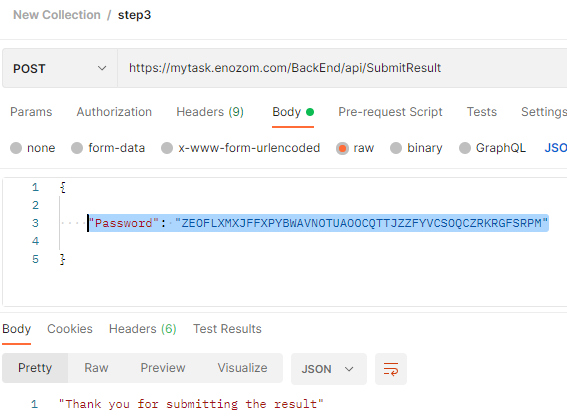 New Collection / step3
POST https://mytask.enozom.com/BackEnd/api/SubmitResult
Params Authorization Headers (9) Body Pre-request Script Tests Settings
none form-data x-www-form-urlencoded raw binary GraphQL JSO
1 {
2
3 "Password": "ZEOFLXMXJFFXPYBWAVNOTUAOOCQTTJZZFYVCSOQCZRKRGFSRPM"
4
5 }
Body Cookies Headers (6) Test Results
Pretty Raw Preview Visualize JSON
1 "Thank you for submitting the result"